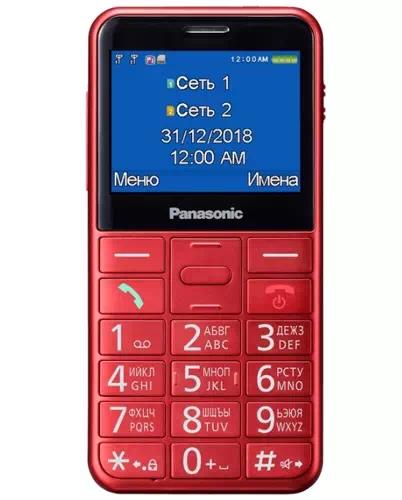 12:00AM
1 Сеть 1
2 Сеть 2
31/12/2018
12:00 AM
Меню Имена
Panasonic
1
2 АБВГ ABC
3 ДЕЖЗ DEF
4 ИЙКЛ GHI
5 МНОП JKL
6 РСТУ MNO
7 ФХЦЧ PQRS
8 ШЩЪЫ TUV
9 ЬЭЮЯ WXYZ
*
0 +
#